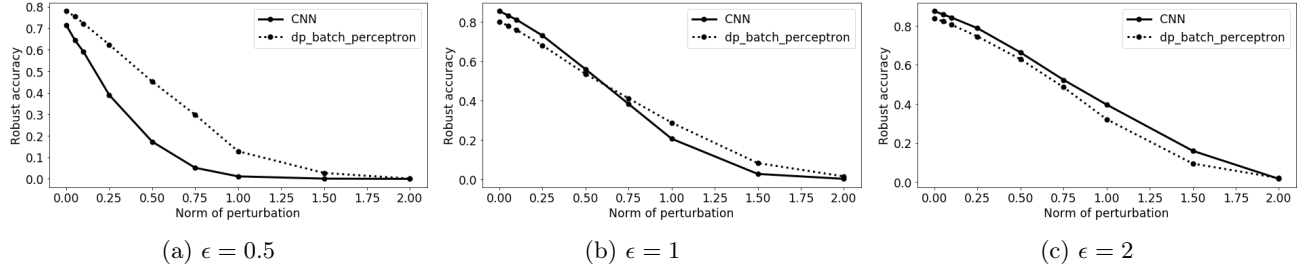 0.8
0.7
0.6
0.5
0.4
0.3
0.2
0.1
0.0
Robust accuracy
CNN
dp_batch_perceptron
0.00 0.25 0.50 0.75 1.00 1.25 1.50 1.75 2.00
Norm of perturbation
(a) ϵ = 0.5
0.8
0.6
0.4
0.2
0.0
Robust accuracy
CNN
dp_batch_perceptron
0.00 0.25 0.50 0.75 1.00 1.25 1.50 1.75 2.00
Norm of perturbation
(b) ϵ = 1
0.8
0.6
0.4
0.2
0.0
Robust accuracy
CNN
dp_batch_perceptron
0.00 0.25 0.50 0.75 1.00 1.25 1.50 1.75 2.00
Norm of perturbation
(c) ϵ = 2